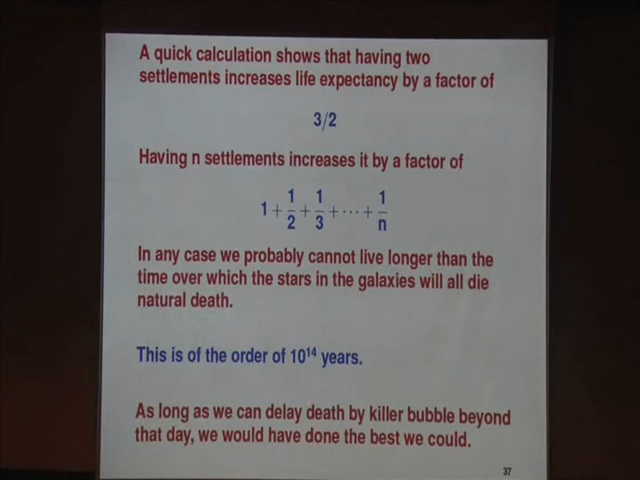 A quick calculation shows that having two
settlements increases life expectancy by a factor of
3/2
Having n settlements increases it by a factor of
1 + 1/2 + 1/3 + ··· + 1/n
In any case we probably cannot live longer than the
time over which the stars in the galaxies will all die
natural death.
This is of the order of 10¹⁴ years.
As long as we can delay death by killer bubble beyond
that day, we would have done the best we could.
37